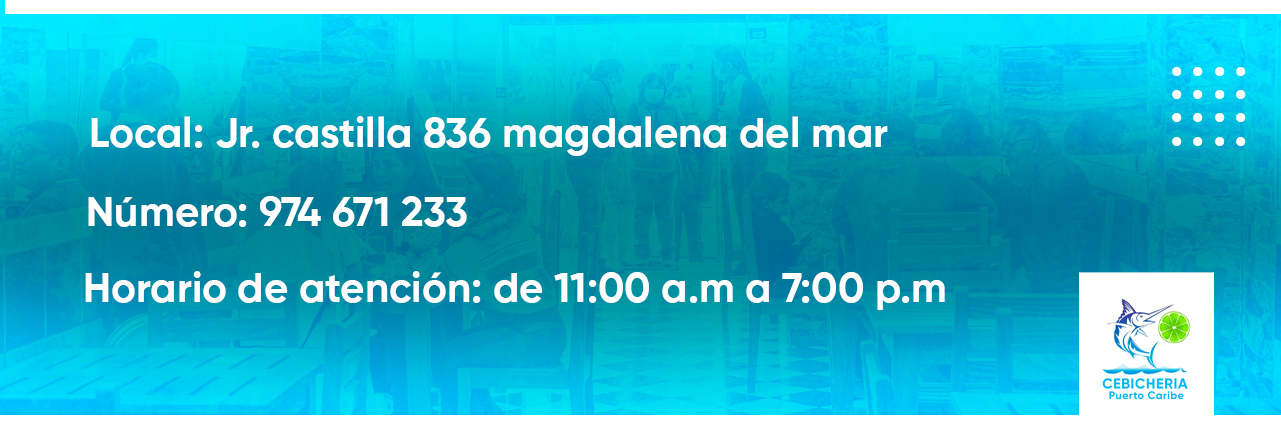 Local: Jr. castilla 836 magdalena del mar
Número: 974 671 233
Horario de atención: de 11:00 a.m a 7:00 p.m
CEBICHERIA
Puerto Caribe